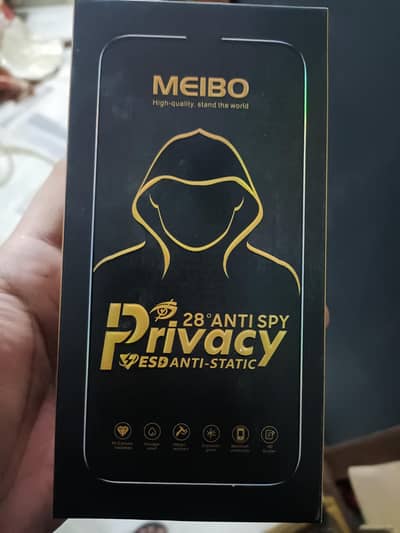 MEIBO
High-quality, stand the world
28° ANTI SPY
Privacy
ESD ANTI-STATIC